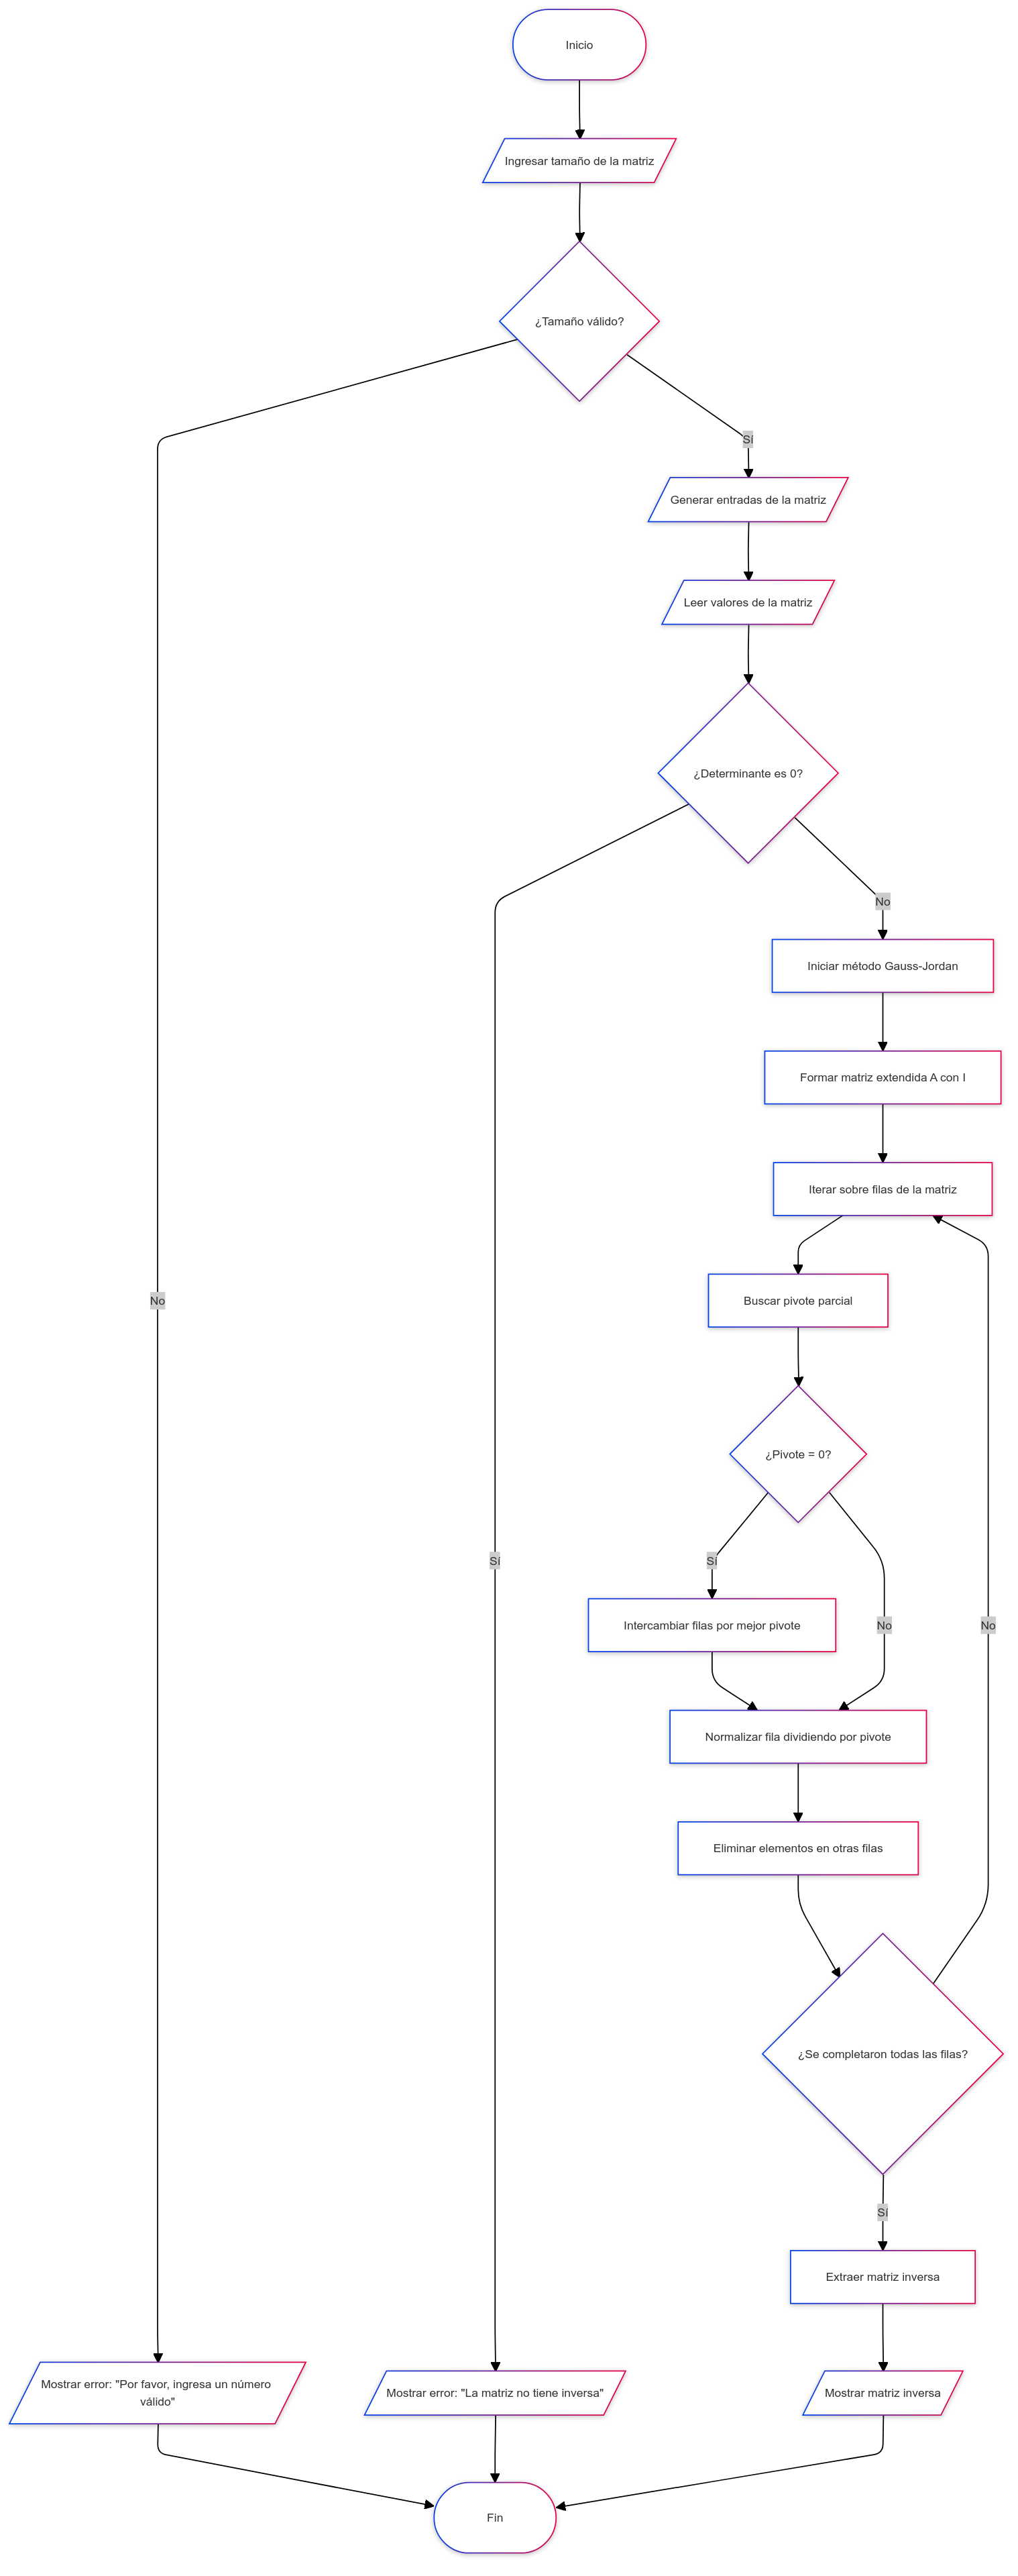 Inicio
Ingresar tamaño de la matriz
¿Tamaño válido?
Sí
Generar entradas de la matriz
Leer valores de la matriz
¿Determinante es 0?
No
Iniciar método Gauss-Jordan
Formar matriz extendida A con I
Iterar sobre filas de la matriz
Buscar pivote parcial
No
¿Pivote = 0?
Sí
Sí
Intercambiar filas por mejor pivote
No
No
Normalizar fila dividiendo por pivote
Eliminar elementos en otras filas
¿Se completaron todas las filas?
Sí
Extraer matriz inversa
Mostrar error: "Por favor, ingresa un número
válido"
Mostrar error: "La matriz no tiene inversa"
Mostrar matriz inversa
Fin